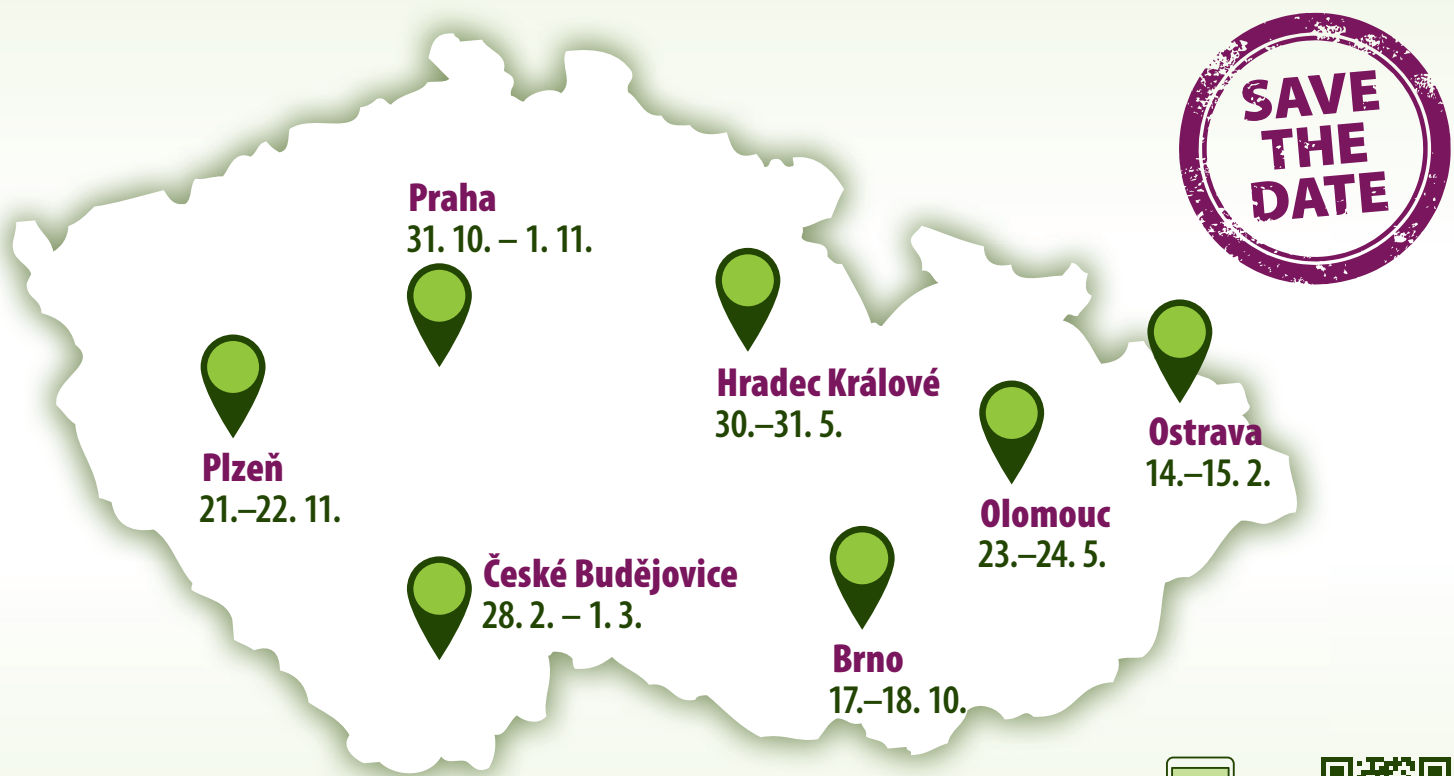 SAVE
THE
DATE
Praha
31. 10. – 1. 11.
Hradec Králové
30.–31. 5.
Ostrava
14.–15. 2.
Plzeň
21.–22. 11.
Olomouc
23.–24. 5.
České Budějovice
28. 2. – 1. 3.
Brno
17.–18. 10.